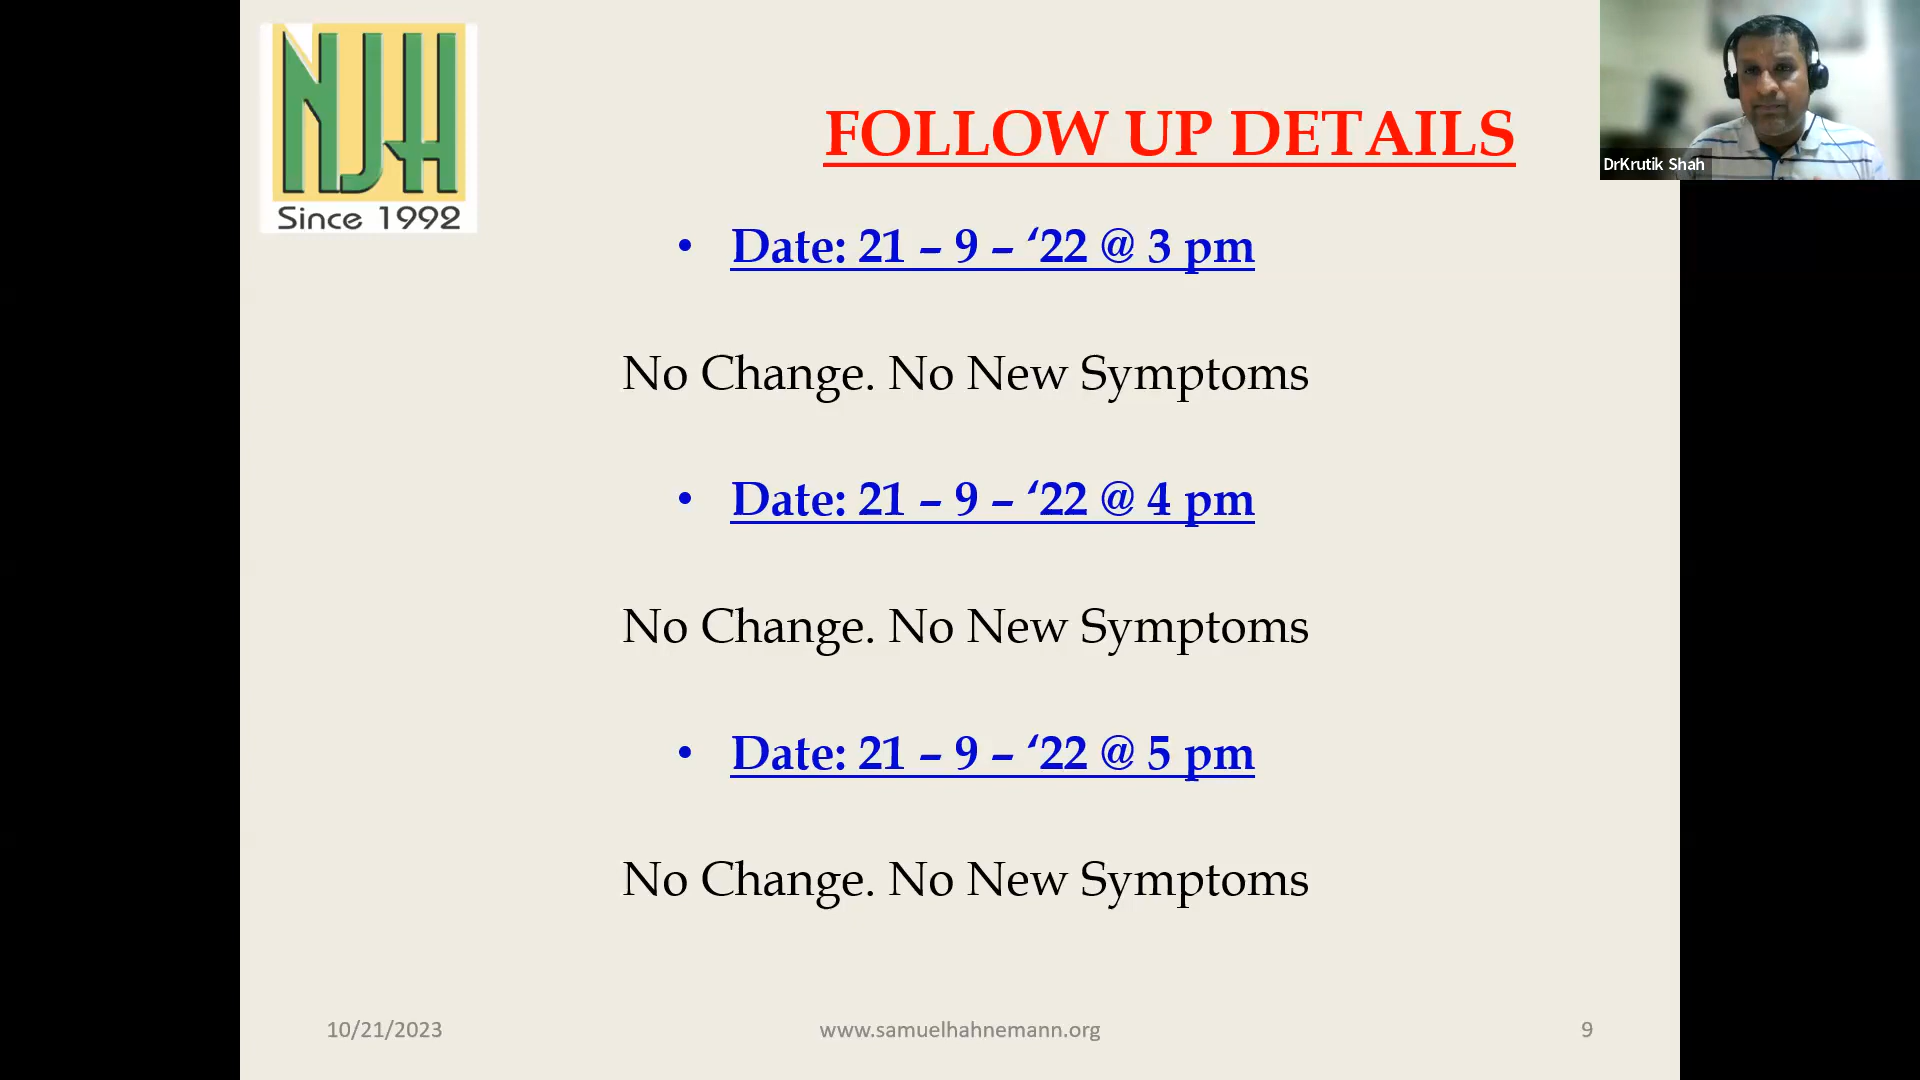 NJH
Since 1992
FOLLOW UP DETAILS
DrKrutik Shah
• Date: 21 – 9 – ‘22 @ 3 pm
No Change. No New Symptoms
• Date: 21 – 9 – ‘22 @ 4 pm
No Change. No New Symptoms
• Date: 21 – 9 – ‘22 @ 5 pm
No Change. No New Symptoms
10/21/2023
www.samuelhahnemann.org
9